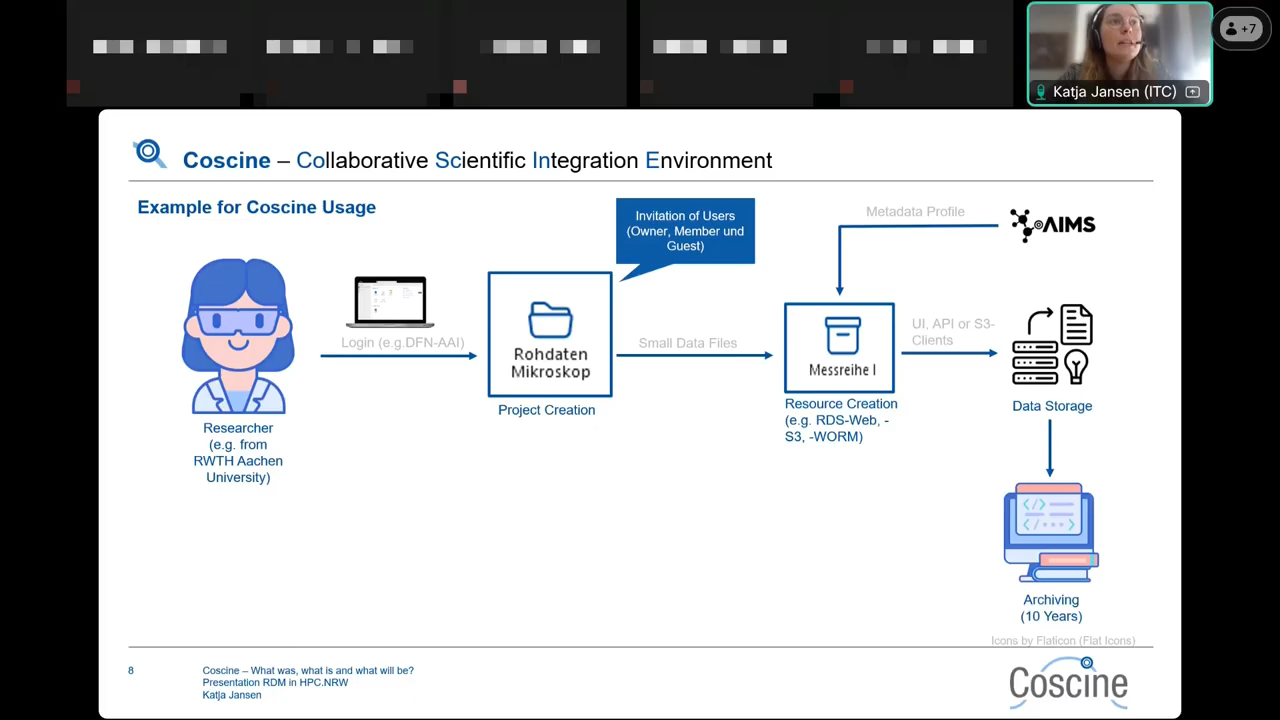 +7
Katja Jansen (ITC)
Coscine – Collaborative Scientific Integration Environment
Example for Coscine Usage
Invitation of Users
(Owner, Member und
Guest)
Metadata Profile
AIMS
Login (e.g.DFN-AAI)
Rohdaten
Mikroskop
Small Data Files
Messreihe I
UI, API or S3-
Clients
Project Creation
Resource Creation
(e.g. RDS-Web, -
S3, -WORM)
Data Storage
Researcher
(e.g. from
RWTH Aachen
University)
Archiving
(10 Years)
Icons by Flaticon (Flat Icons)
8
Coscine – What was, what is and what will be?
Presentation RDM in HPC.NRW
Katja Jansen
Coscine